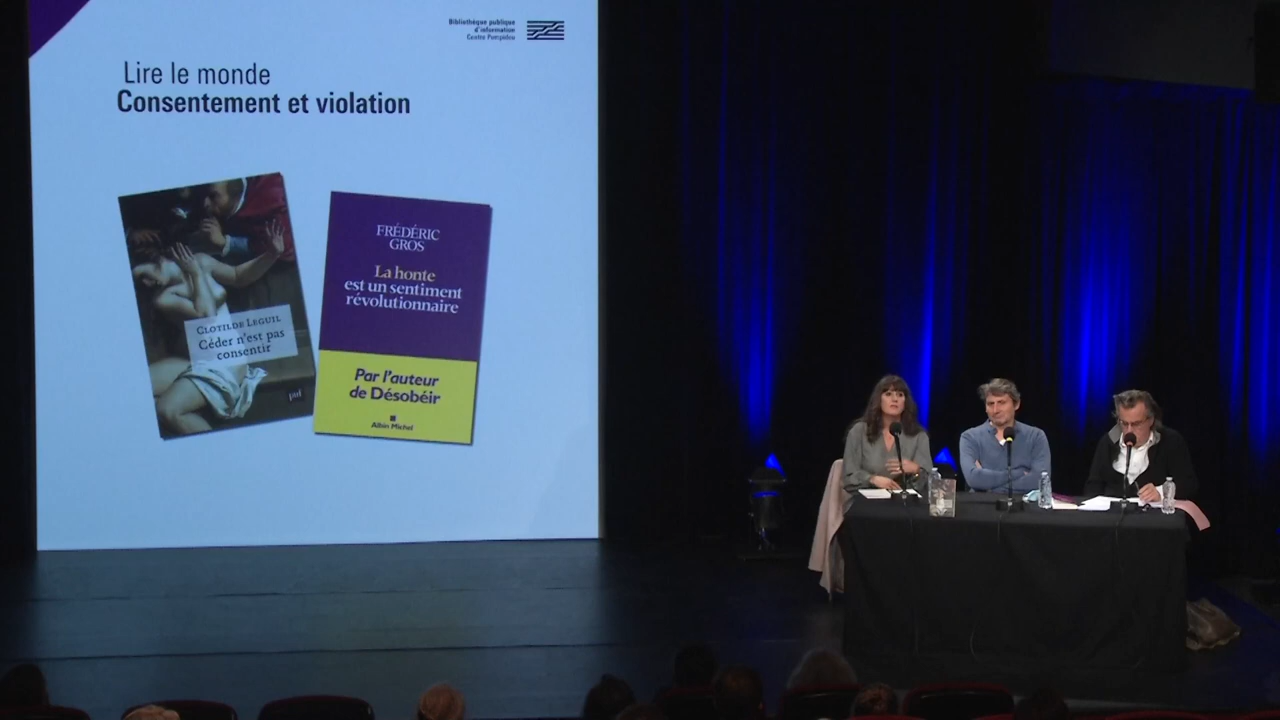 Bibliothèque publique
d'information
Centre Pompidou
Lire le monde
Consentement et violation
CLOTILDE LEGUIL
Céder n'est pas
consentir
puf
FRÉDÉRIC
GROS
La honte
est un sentiment
révolutionnaire
Par l'auteur
de Désobéir
Albin Michel